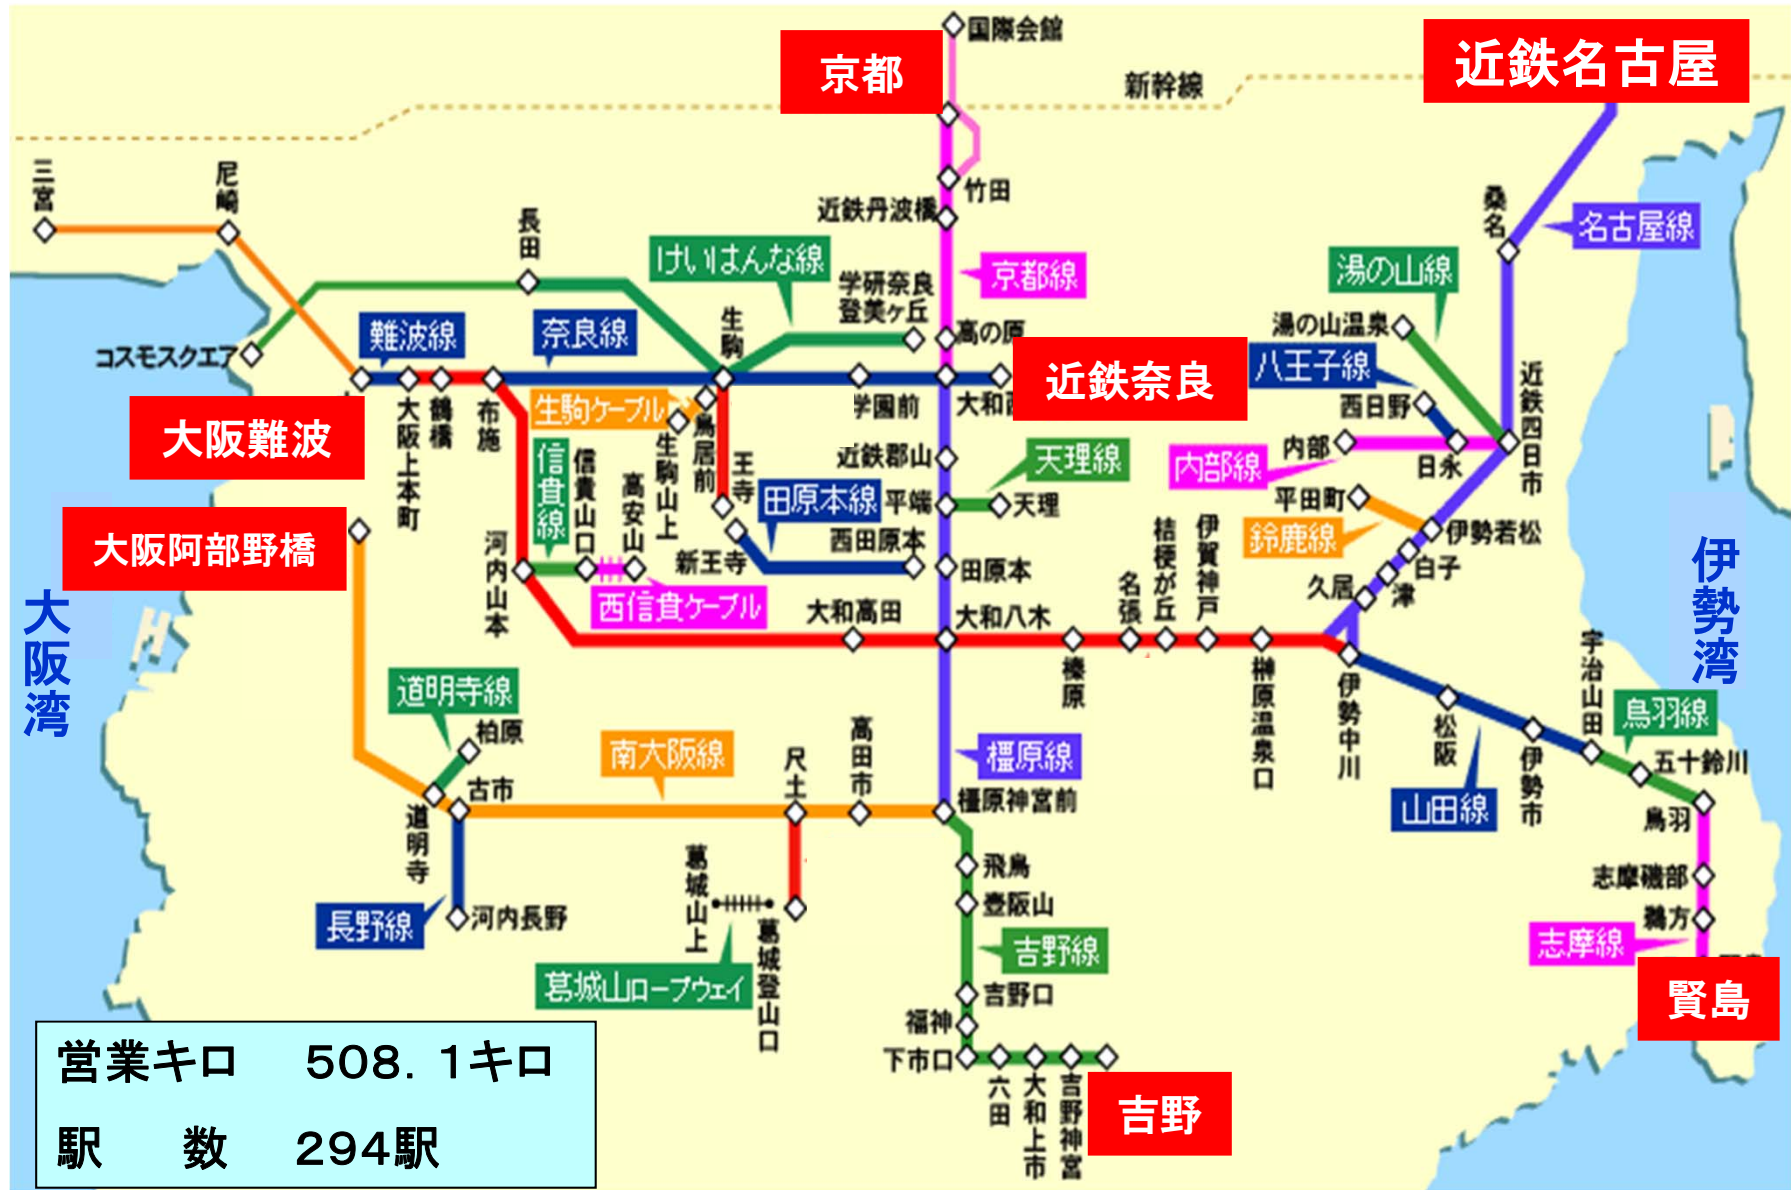 国際会館
京都
近鉄名古屋
新幹線
三宮
尼崎
竹田
近鉄丹波橋
桑名
名古屋線
長田
けいはんな線
学研奈良
登美ヶ丘
京都線
湯の山線
湯の山温泉
コスモスクエア
難波線
奈良線
生駒
高の原
近鉄奈良
八王子線
西日野
近鉄四日市
大阪難波
大阪上本町
鶴橋
布施
生駒ケーブル
鳥居前
生駒山上
学園前
大和西
内部
内部線
日永
信貴線
信貴山口
高安山
王寺
近鉄郡山
天理線
平端
天理
平田町
鈴鹿線
伊勢若松
白子
津
久居
大阪阿部野橋
田原本線
西田原本
新王寺
田原本
河内山本
西信貴ケーブル
大和高田
大和八木
榛原
名張
桔梗が丘
伊賀神戸
榊原温泉口
伊勢中川
松阪
伊勢市
宇治山田
鳥羽線
五十鈴川
鳥羽
山田線
伊勢湾
大阪湾
道明寺線
柏原
古市
道明寺
南大阪線
尺土
高田市
橿原線
橿原神宮前
長野線
河内長野
葛城山上
葛城登山口
葛城山ロープウェイ
飛鳥
壺阪山
吉野線
吉野口
福神
下市口
六田
大和上市
吉野神宮
吉野
志摩磯部
鵜方
志摩線
賢島
営業キロ 508．1キロ
駅 数 294駅